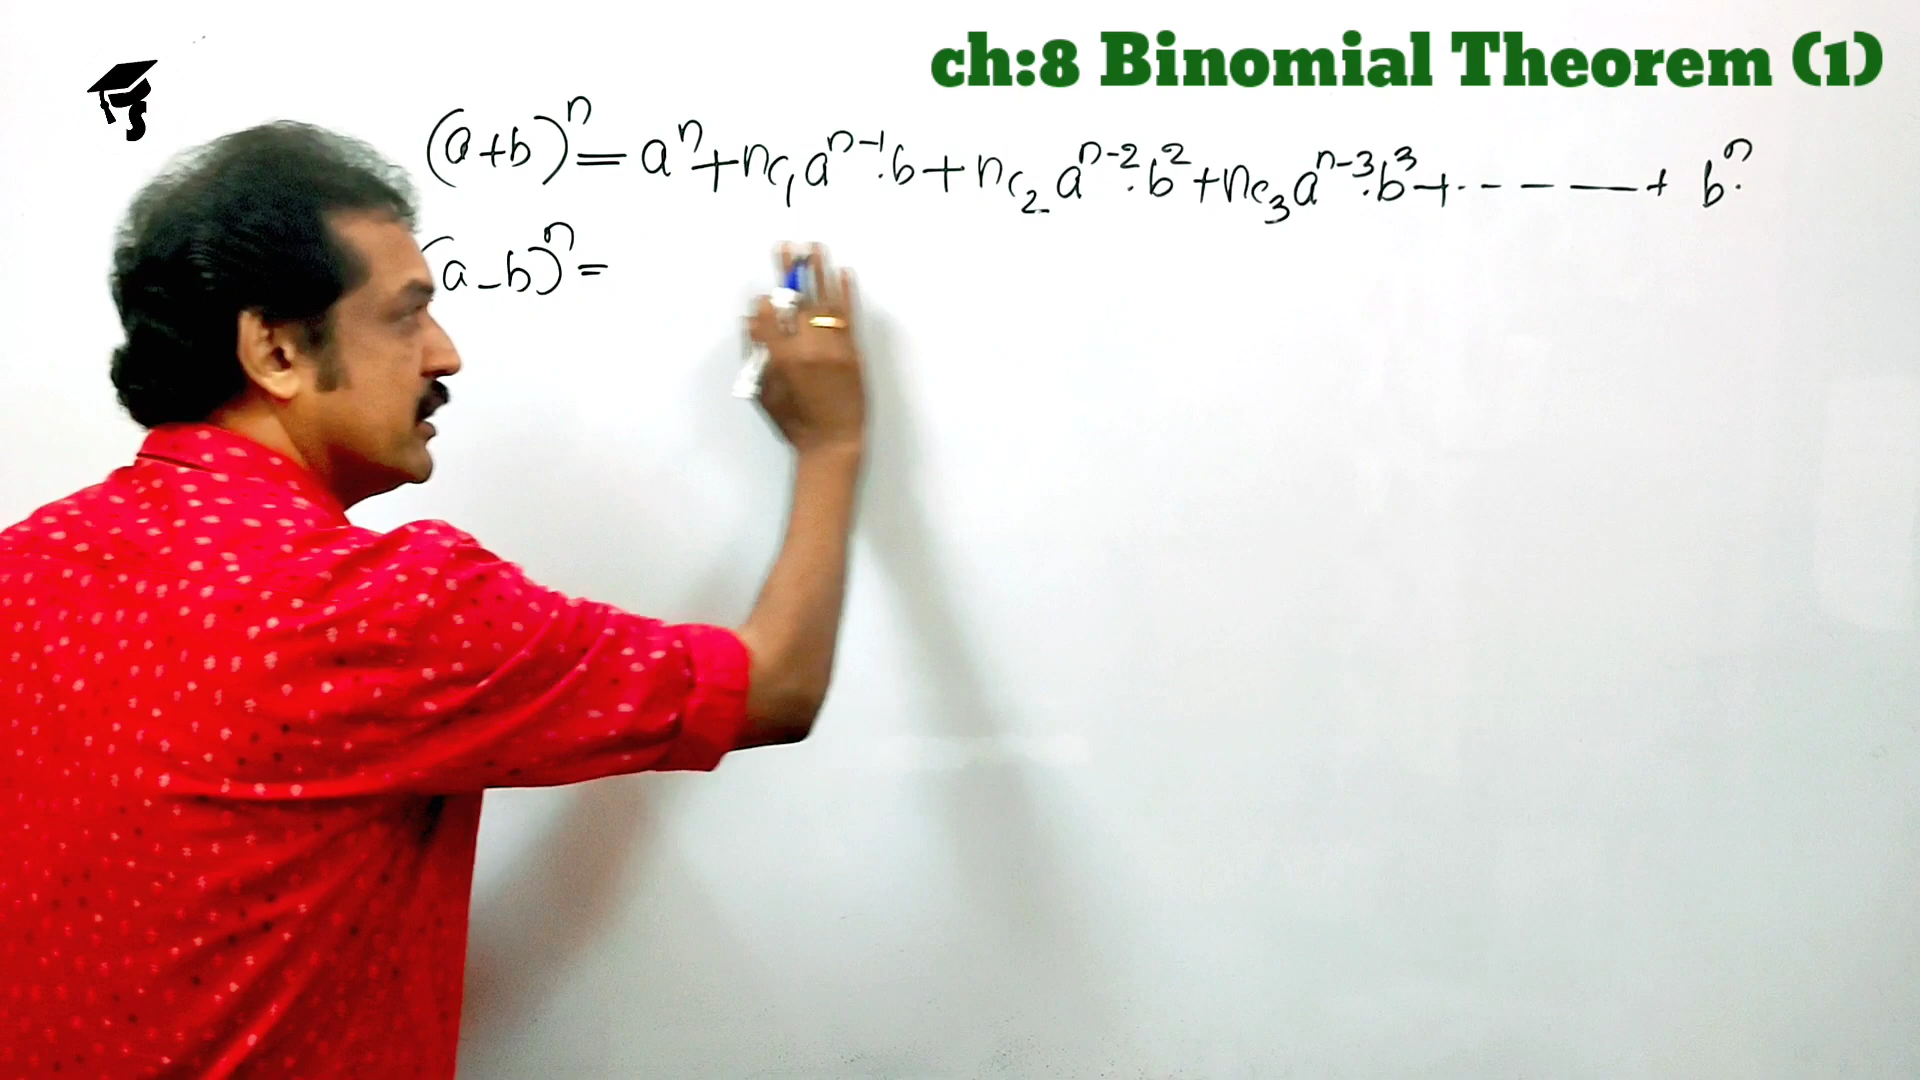 ch:8 Binomial Theorem (1)
S
(a+b)ⁿ = aⁿ + nc₁ aⁿ⁻¹.b + nc₂ aⁿ⁻².b² + nc₃ aⁿ⁻³.b³ + ------ + bⁿ.
(a-b)ⁿ =